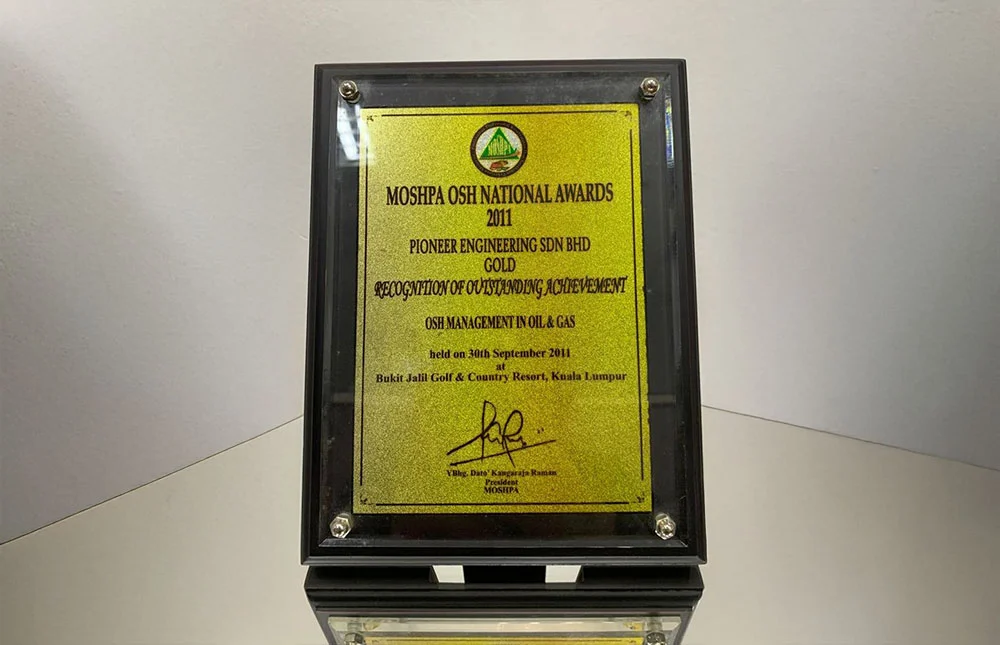 MOSHPA
MOSHPA OSH NATIONAL AWARDS
2011
PIONEER ENGINEERING SDN BHD
GOLD
RECOGNITION OF OUTSTANDING ACHIEVEMENT
OSH MANAGEMENT IN OIL & GAS
held on 30th September 2011
at
Bukit Jalil Golf & Country Resort, Kuala Lumpur
YBhg. Dato' Kangaraju Raman
President
MOSHPA